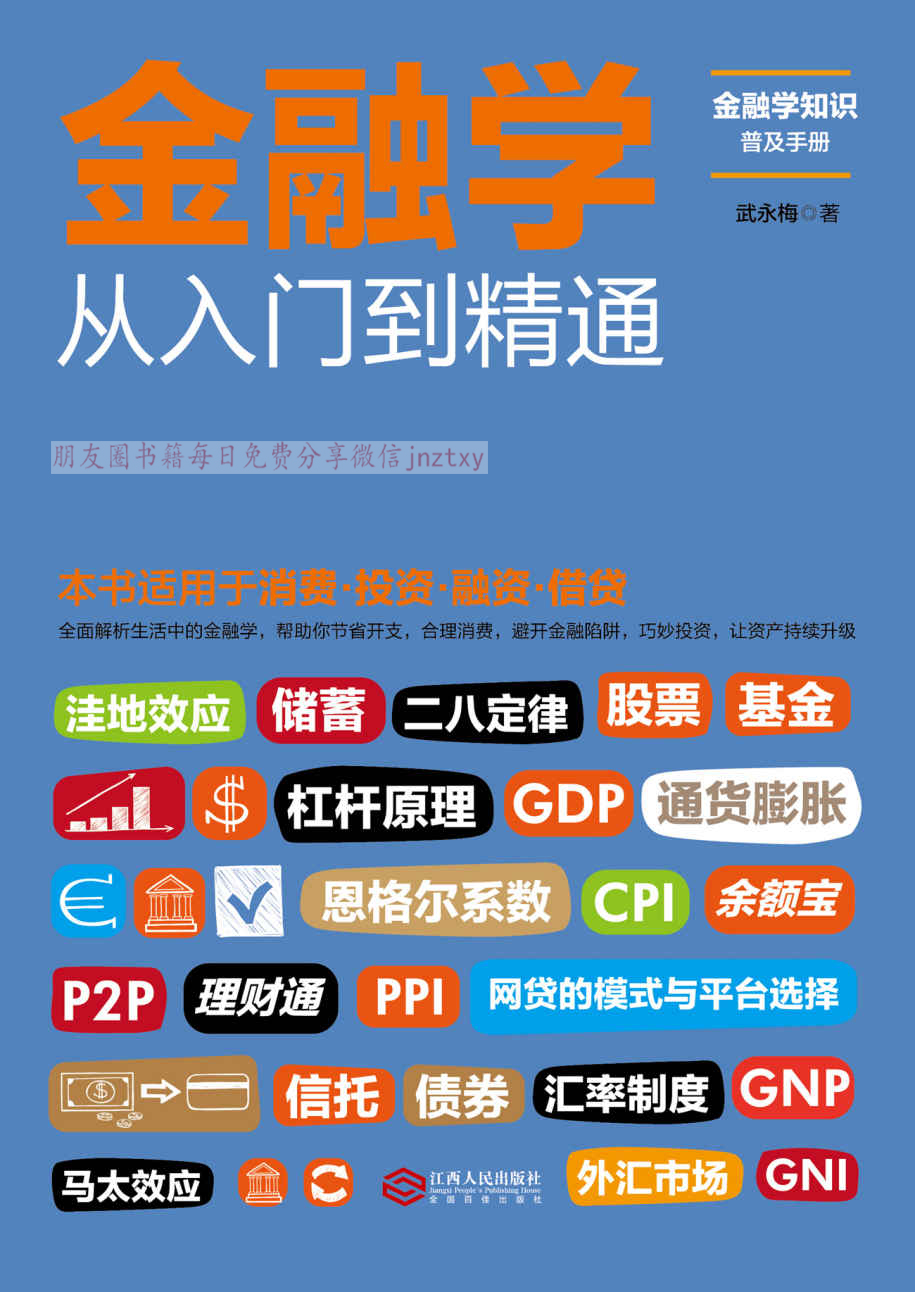 金融学
从入门到精通
金融学知识
普及手册
武永梅◎著
朋友圈书籍每日免费分享微信jnztxy
本书适用于消费·投资·融资·借贷
全面解析生活中的金融学，帮助你节省开支，合理消费，避开金融陷阱，巧妙投资，让资产持续升级
洼地效应 储蓄 二八定律 股票 基金
$ 杠杆原理 GDP 通货膨胀
€ 恩格尔系数 CPI 余额宝
P2P 理财通 PPI 网贷的模式与平台选择
$ 信托 债券 汇率制度 GNP
马太效应 江西人民出版社 外汇市场 GNI
Jiangxi People's Publishing House
全国百佳出版社